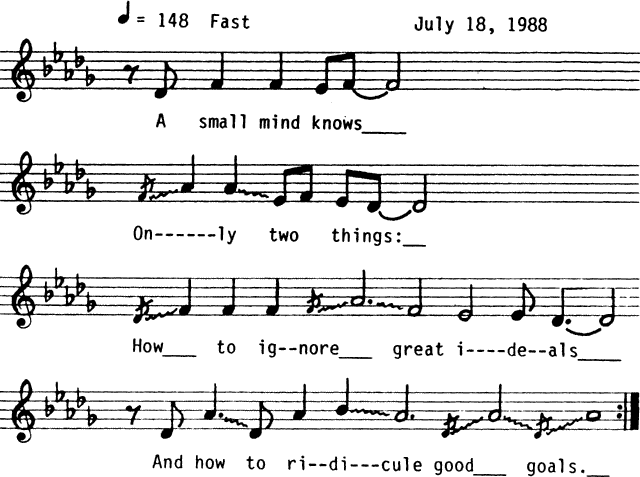 = 148 Fast July 18, 1988
A small mind knows____
On------ly two things:__
How___ to ig--nore___ great i----de--als____
And how to ri--di---cule good___ goals.__